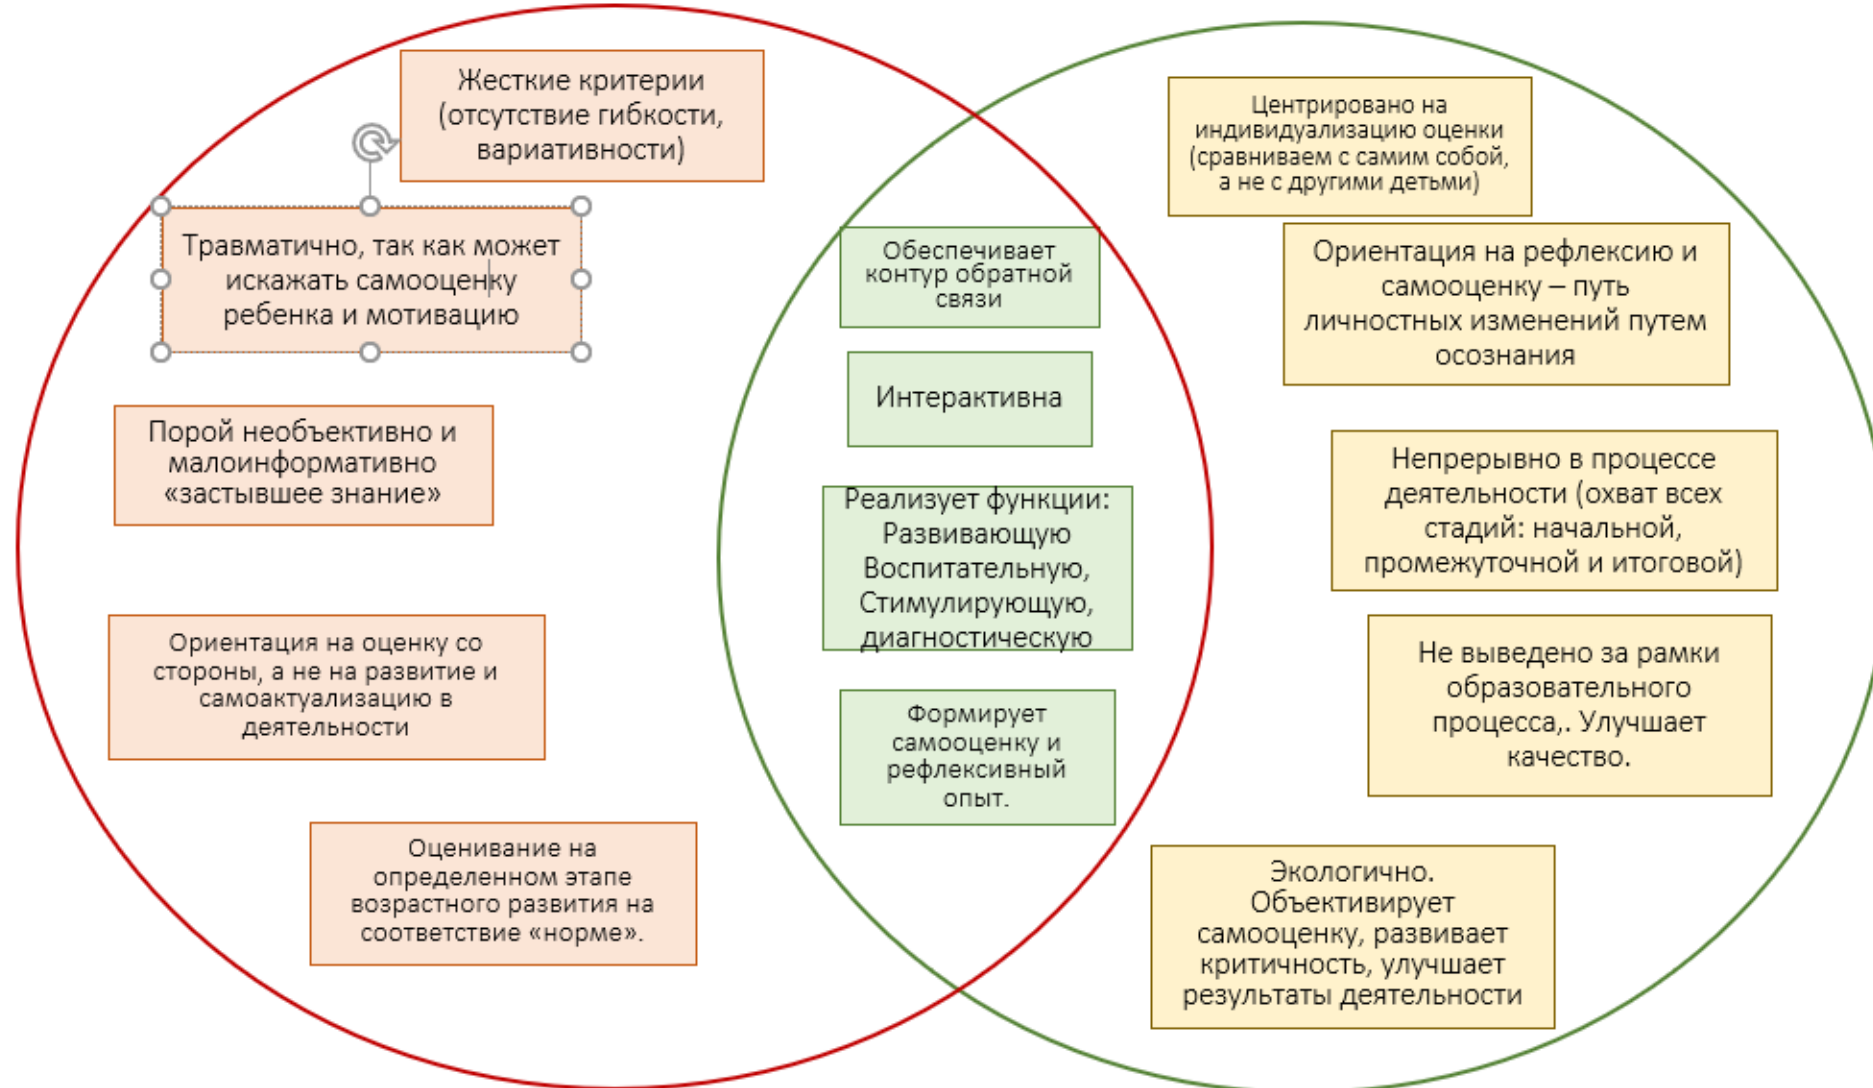 Жесткие критерии
(отсутствие гибкости,
вариативности)
Травматично, так как может
искажать самооценку
ребенка и мотивацию
Порой необъективно и
малоинформативно
«застывшее знание»
Ориентация на оценку со
стороны, а не на развитие и
самоактуализацию в
деятельности
Оценивание на
определенном этапе
возрастного развития на
соответствие «норме».
Обеспечивает
контур обратной
связи
Интерактивна
Реализует функции:
Развивающую
Воспитательную,
Стимулирующую,
диагностическую
Формирует
самооценку и
рефлексивный
опыт.
Центрировано на
индивидуализацию оценки
(сравниваем с самим собой,
а не с другими детьми)
Ориентация на рефлексию и
самооценку – путь
личностных изменений путем
осознания
Непрерывно в процессе
деятельности (охват всех
стадий: начальной,
промежуточной и итоговой)
Не выведено за рамки
образовательного
процесса,. Улучшает
качество.
Экологично.
Объективирует
самооценку, развивает
критичность, улучшает
результаты деятельности